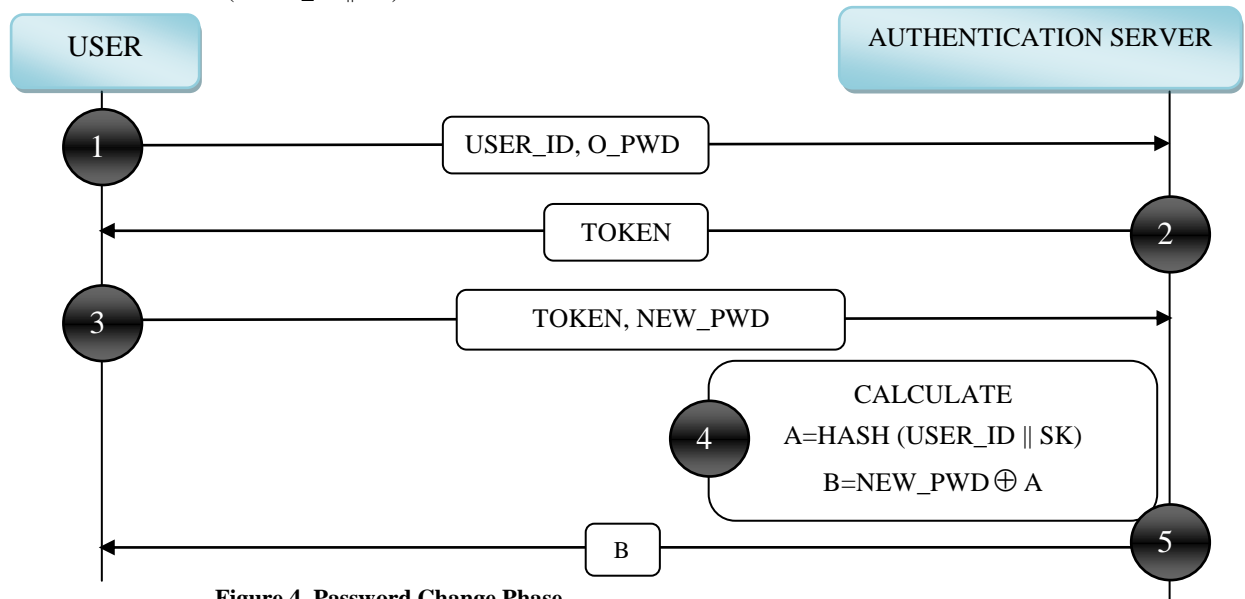 USER
AUTHENTICATION SERVER
1
USER_ID, O_PWD
TOKEN
2
3
TOKEN, NEW_PWD
CALCULATE
4
A=HASH (USER_ID || SK)
B=NEW_PWD ⊕ A
5
B
Figure 4. Password Change Phase